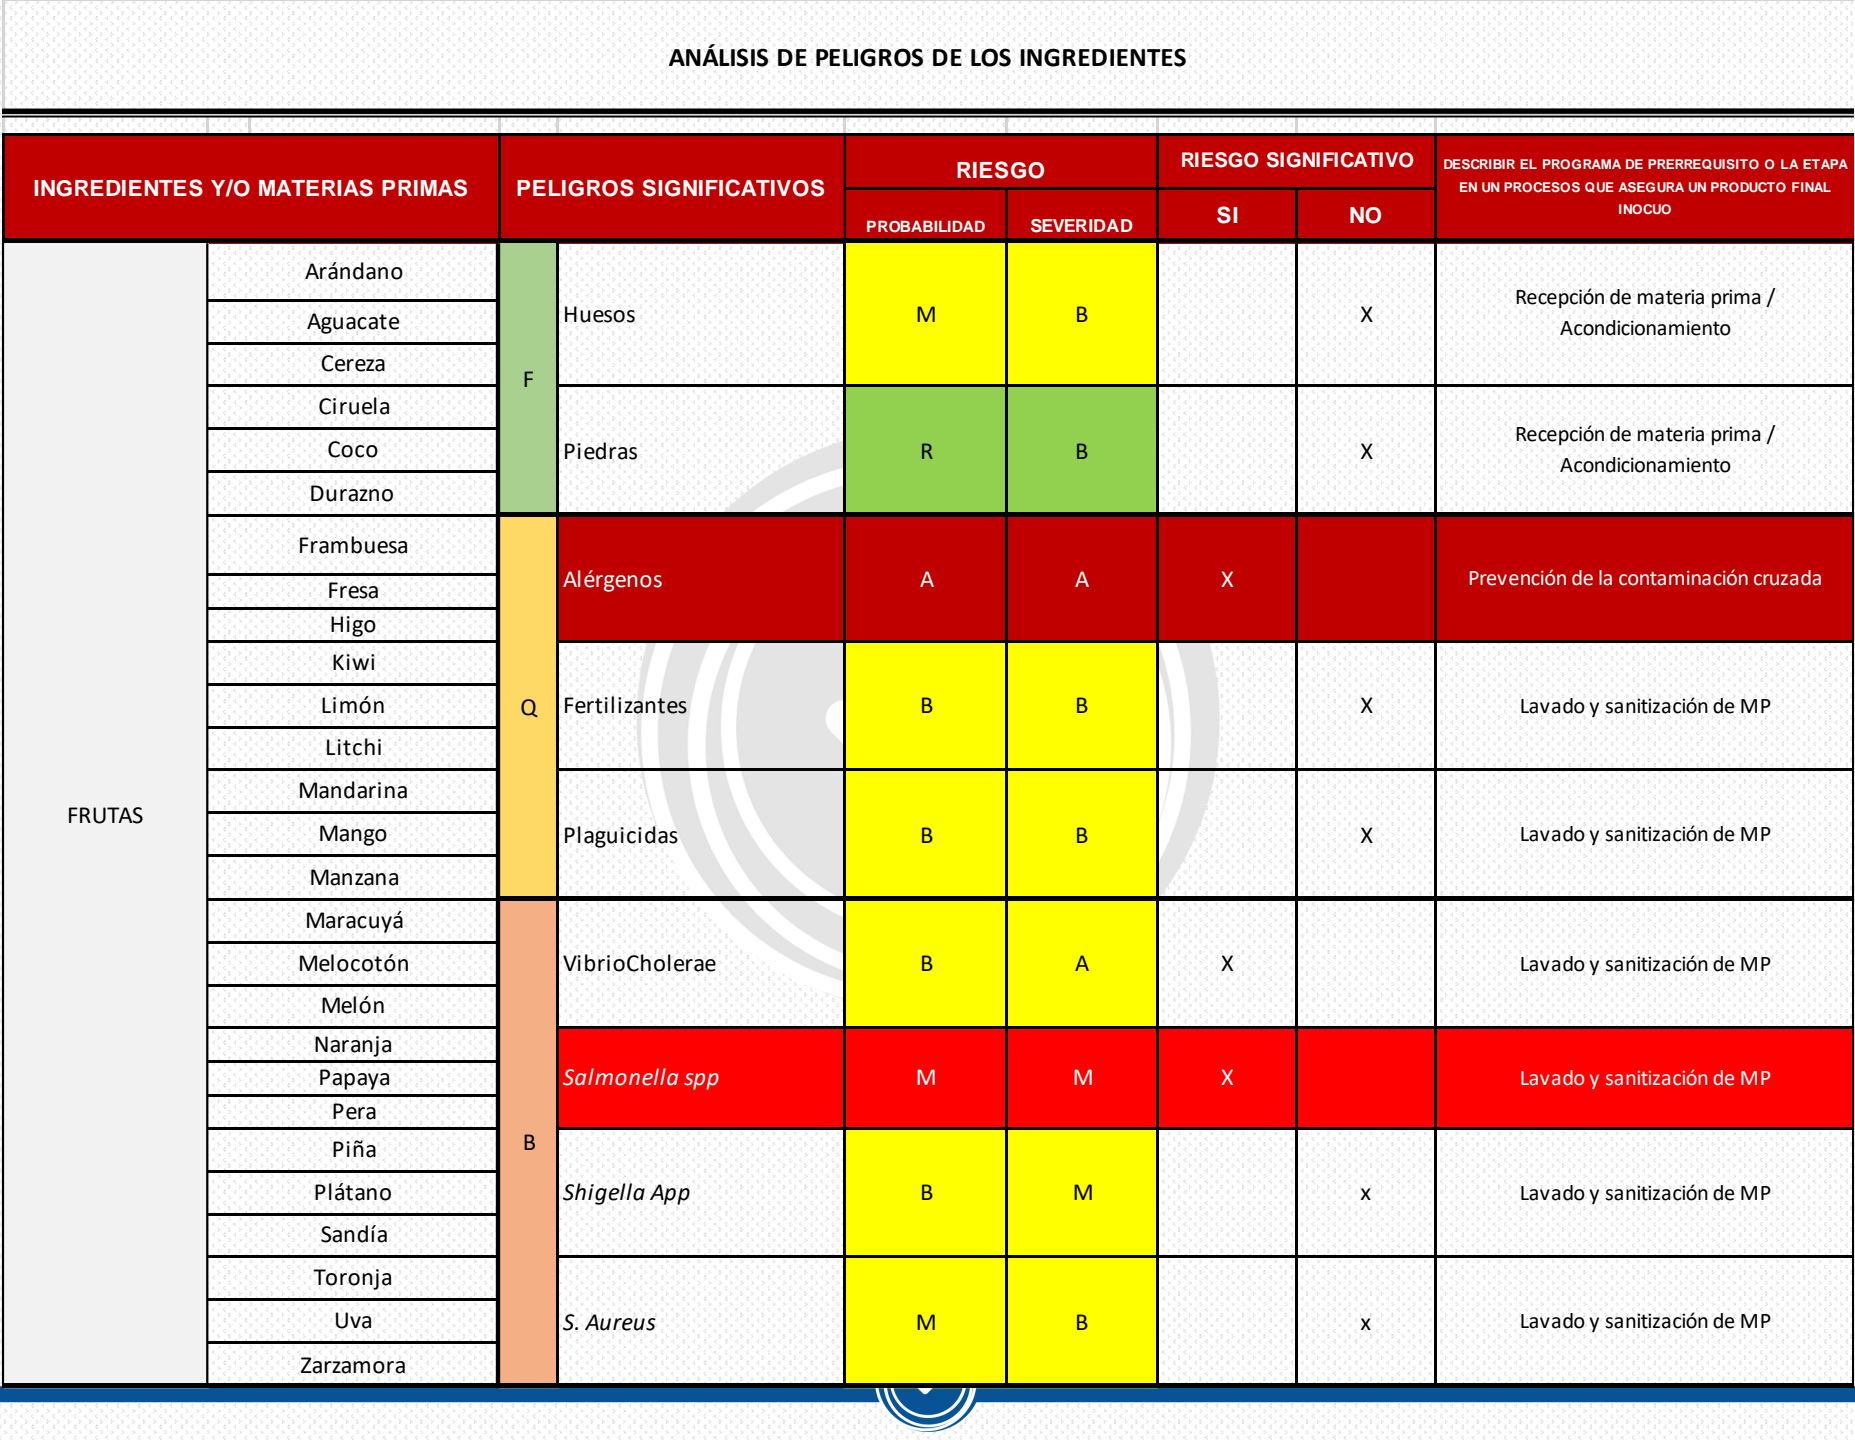 ANÁLISIS DE PELIGROS DE LOS INGREDIENTES
INGREDIENTES Y/O MATERIAS PRIMAS
PELIGROS SIGNIFICATIVOS
RIESGO
PROBABILIDAD
SEVERIDAD
RIESGO SIGNIFICATIVO
SI
NO
DESCRIBIR EL PROGRAMA DE PRERREQUISITO O LA ETAPA
EN UN PROCESOS QUE ASEGURA UN PRODUCTO FINAL
INOCUO
FRUTAS
Arándano
Aguacate
Cereza
Ciruela
Coco
Durazno
Frambuesa
Fresa
Higo
Kiwi
Limón
Litchi
Mandarina
Mango
Manzana
Maracuyá
Melocotón
Melón
Naranja
Papaya
Pera
Piña
Plátano
Sandía
Toronja
Uva
Zarzamora
F
Huesos
M
B
X
Recepción de materia prima /
Acondicionamiento
Piedras
R
B
X
Recepción de materia prima /
Acondicionamiento
Q
Alérgenos
A
A
X
Prevención de la contaminación cruzada
Fertilizantes
B
B
X
Lavado y sanitización de MP
Plaguicidas
B
B
X
Lavado y sanitización de MP
B
VibrioCholerae
B
A
X
Lavado y sanitización de MP
Salmonella spp
M
M
X
Lavado y sanitización de MP
Shigella App
B
M
x
Lavado y sanitización de MP
S. Aureus
M
B
x
Lavado y sanitización de MP